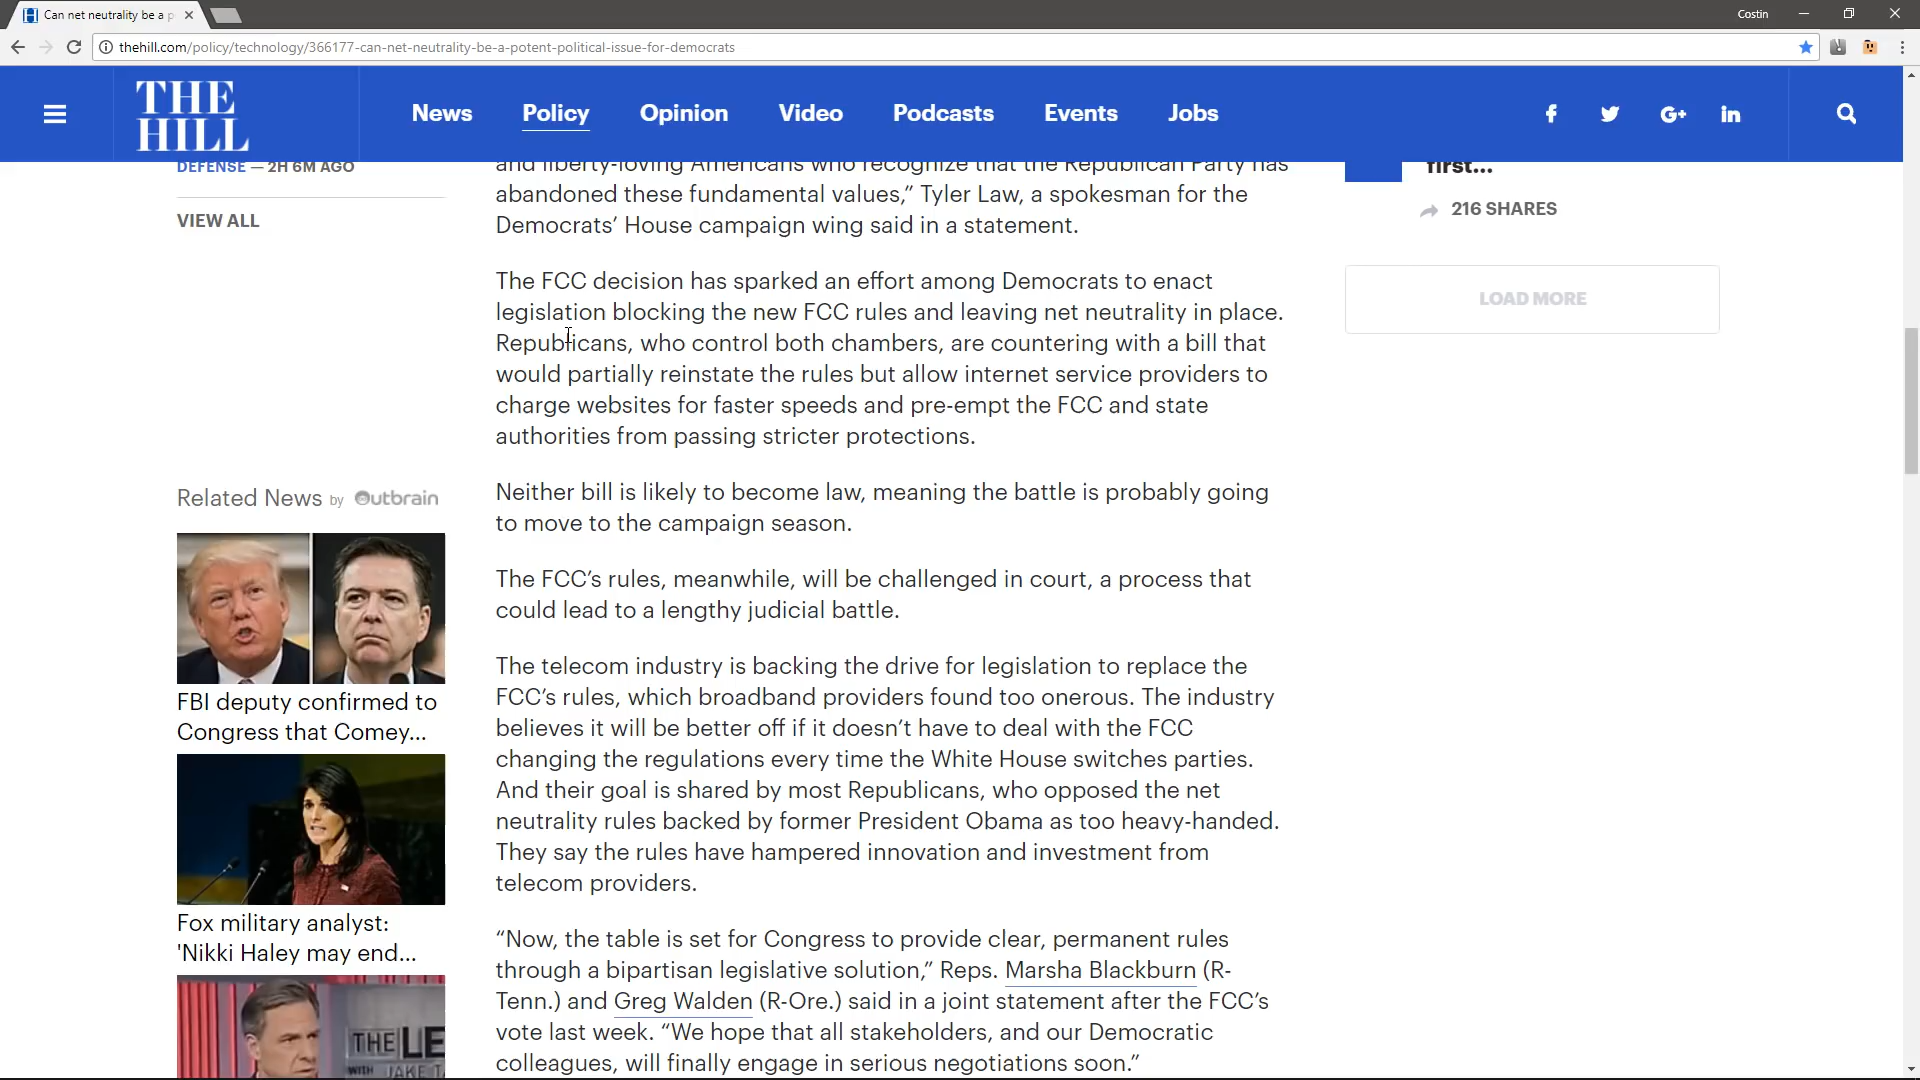 Can net neutrality be a p
Costin
thehill.com/policy/technology/366177-can-net-neutrality-be-a-potent-political-issue-for-democrats
THE
HILL
News
Policy
Opinion
Video
Podcasts
Events
Jobs
DEFENSE — 2H 6M AGO
VIEW ALL
and liberty-loving Americans who recognize that the Republican Party has
abandoned these fundamental values,” Tyler Law, a spokesman for the
Democrats’ House campaign wing said in a statement.
The FCC decision has sparked an effort among Democrats to enact
legislation blocking the new FCC rules and leaving net neutrality in place.
Republicans, who control both chambers, are countering with a bill that
would partially reinstate the rules but allow internet service providers to
charge websites for faster speeds and pre-empt the FCC and state
authorities from passing stricter protections.
Neither bill is likely to become law, meaning the battle is probably going
to move to the campaign season.
The FCC’s rules, meanwhile, will be challenged in court, a process that
could lead to a lengthy judicial battle.
The telecom industry is backing the drive for legislation to replace the
FCC’s rules, which broadband providers found too onerous. The industry
believes it will be better off if it doesn’t have to deal with the FCC
changing the regulations every time the White House switches parties.
And their goal is shared by most Republicans, who opposed the net
neutrality rules backed by former President Obama as too heavy-handed.
They say the rules have hampered innovation and investment from
telecom providers.
“Now, the table is set for Congress to provide clear, permanent rules
through a bipartisan legislative solution,” Reps. Marsha Blackburn (R-
Tenn.) and Greg Walden (R-Ore.) said in a joint statement after the FCC’s
vote last week. “We hope that all stakeholders, and our Democratic
colleagues, will finally engage in serious negotiations soon.”
Related News by Outbrain
FBI deputy confirmed to
Congress that Comey...
Fox military analyst:
'Nikki Haley may end...
THE LE
WITH JAKE TA
first...
216 SHARES
LOAD MORE